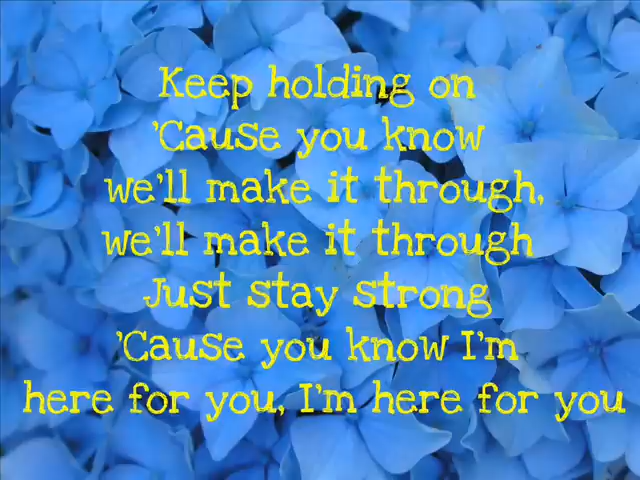 Keep holding on
'Cause you know
we'll make it through,
we'll make it through
Just stay strong
'Cause you know I'm
here for you, I'm here for you